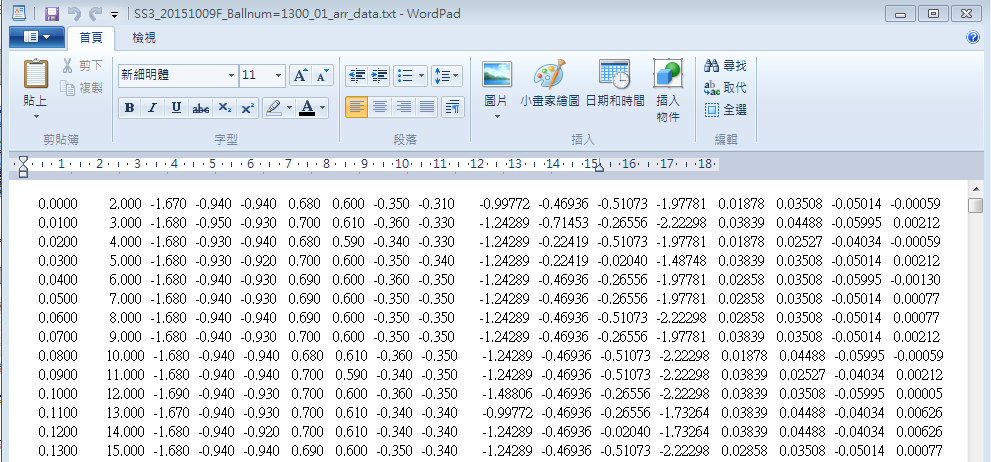 SS3_20151009F_Ballnum=1300_01_arr_data.txt - WordPad
首頁 檢視
貼上 剪下 複製 剪貼簿
新細明體 11 A A
B I U abc X₂ X² A
字型
段落
圖片 小畫家繪圖 日期和時間 插入物件
插入
尋找
取代
全選
編輯
1 2 3 4 5 6 7 8 9 10 11 12 13 14 15 16 17 18
0.0000 2.000 -1.670 -0.940 -0.940 0.680 0.600 -0.350 -0.310 -0.99772 -0.46936 -0.51073 -1.97781 0.01878 0.03508 -0.05014 -0.00059
0.0100 3.000 -1.680 -0.950 -0.930 0.700 0.610 -0.360 -0.330 -1.24289 -0.71453 -0.26556 -2.22298 0.03839 0.04488 -0.05995 0.00212
0.0200 4.000 -1.680 -0.930 -0.940 0.680 0.590 -0.340 -0.330 -1.24289 -0.22419 -0.51073 -1.97781 0.01878 0.02527 -0.04034 -0.00059
0.0300 5.000 -1.680 -0.930 -0.920 0.700 0.600 -0.350 -0.340 -1.24289 -0.22419 -0.02040 -1.48748 0.03839 0.03508 -0.05014 0.00212
0.0400 6.000 -1.680 -0.940 -0.930 0.690 0.600 -0.360 -0.350 -1.24289 -0.46936 -0.26556 -1.97781 0.02858 0.03508 -0.05995 -0.00130
0.0500 7.000 -1.680 -0.940 -0.930 0.690 0.600 -0.350 -0.350 -1.24289 -0.46936 -0.26556 -1.97781 0.02858 0.03508 -0.05014 0.00077
0.0600 8.000 -1.680 -0.940 -0.940 0.690 0.600 -0.350 -0.350 -1.24289 -0.46936 -0.51073 -2.22298 0.02858 0.03508 -0.05014 0.00077
0.0700 9.000 -1.680 -0.940 -0.930 0.700 0.600 -0.350 -0.350 -1.24289 -0.46936 -0.26556 -1.97781 0.03839 0.03508 -0.05014 0.00212
0.0800 10.000 -1.680 -0.940 -0.940 0.680 0.610 -0.360 -0.350 -1.24289 -0.46936 -0.51073 -2.22298 0.01878 0.04488 -0.05995 -0.00059
0.0900 11.000 -1.680 -0.940 -0.940 0.700 0.590 -0.340 -0.350 -1.24289 -0.46936 -0.51073 -2.22298 0.03839 0.02527 -0.04034 0.00212
0.1000 12.000 -1.690 -0.940 -0.930 0.700 0.600 -0.360 -0.350 -1.48806 -0.46936 -0.26556 -2.22298 0.03839 0.03508 -0.05995 0.00005
0.1100 13.000 -1.670 -0.940 -0.930 0.700 0.610 -0.340 -0.340 -0.99772 -0.46936 -0.26556 -1.73264 0.03839 0.04488 -0.04034 0.00626
0.1200 14.000 -1.680 -0.940 -0.920 0.700 0.610 -0.340 -0.340 -1.24289 -0.46936 -0.02040 -1.73264 0.03839 0.04488 -0.04034 0.00626
0.1300 15.000 -1.680 -0.940 -0.940 0.690 0.600 -0.350 -0.340 -1.24289 -0.46936 -0.51073 -2.22298 0.02858 0.03508 -0.05014 0.00077